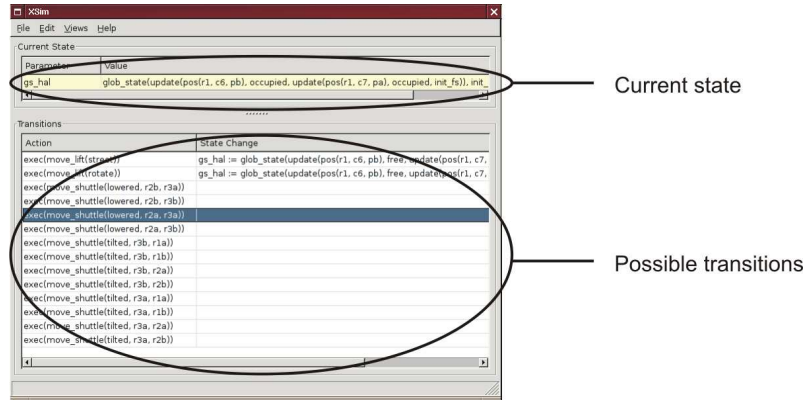 XSim
File Edit Views Help
Current State
Parameter Value
gs_hal glob_state(update(pos(r1, c6, pb), occupied, update(pos(r1, c7, pa), occupied, init_fs)), init_
Current state
Transitions
Action State Change
exec(move_lift(street)) gs_hal := glob_state(update(pos(r1, c6, pb), free, update(pos(r1, c7,
exec(move_lift(rotate)) gs_hal := glob_state(update(pos(r1, c6, pb), free, update(pos(r1, c7,
exec(move_shuttle(lowered, r2b, r3a))
exec(move_shuttle(lowered, r2b, r3b))
exec(move_shuttle(lowered, r2a, r3a))
exec(move_shuttle(lowered, r2a, r3b))
exec(move_shuttle(tilted, r3b, r1a))
exec(move_shuttle(tilted, r3b, r1b))
exec(move_shuttle(tilted, r3b, r2a))
exec(move_shuttle(tilted, r3b, r2b))
exec(move_shuttle(tilted, r3a, r1a))
exec(move_shuttle(tilted, r3a, r1b))
exec(move_shuttle(tilted, r3a, r2a))
exec(move_shuttle(tilted, r3a, r2b))
Possible transitions